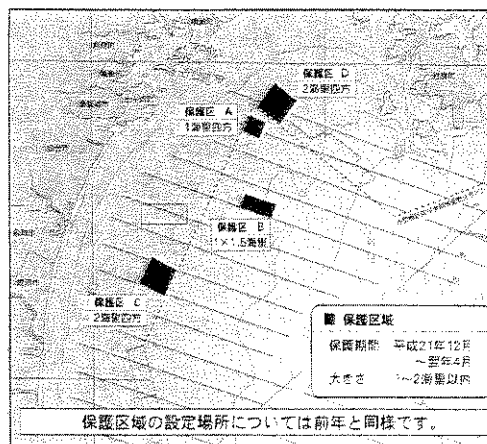 保護区 D
2海里四方
保護区 A
1海里四方
保護区 B
1×1.5海里
保護区 C
2海里四方
■ 保護区域
保護期間 平成21年12月
～翌年4月
大きさ 1～2海里以内
保護区域の設定場所については前年と同様です。